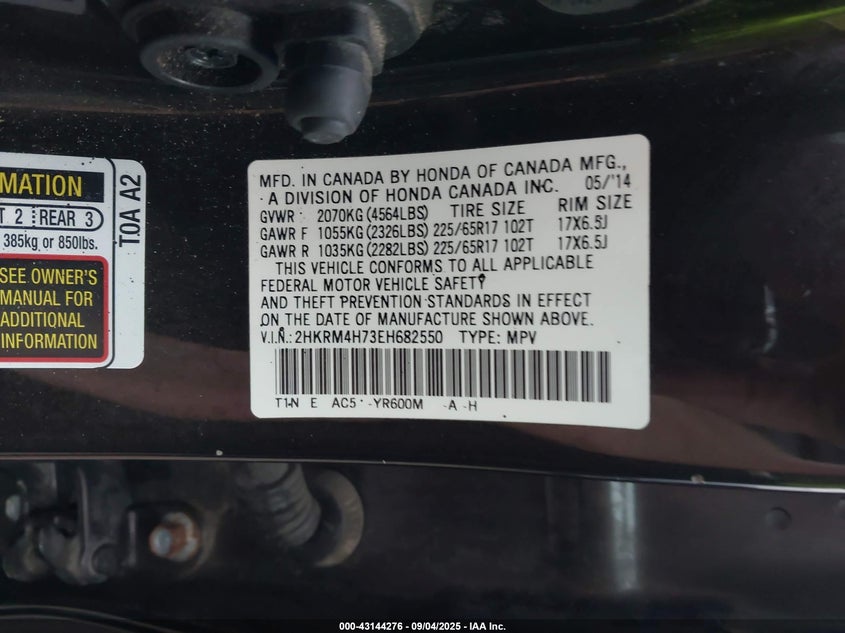 MATION
T 2 REAR 3
385kg or 850lbs.
SEE OWNER'S
MANUAL FOR
ADDITIONAL
INFORMATION
T0A A2
MFD. IN CANADA BY HONDA OF CANADA MFG.,
A DIVISION OF HONDA CANADA INC. 05/'14
GVWR : 2070KG (4564LBS) TIRE SIZE RIM SIZE
GAWR F 1055KG (2326LBS) 225/65R17 102T 17X6.5J
GAWR R 1035KG (2282LBS) 225/65R17 102T 17X6.5J
THIS VEHICLE CONFORMS TO ALL APPLICABLE
FEDERAL MOTOR VEHICLE SAFETY
AND THEFT PREVENTION STANDARDS IN EFFECT
ON THE DATE OF MANUFACTURE SHOWN ABOVE.
V.I.N.: 2HKRM4H73EH682550 TYPE: MPV
T1N E AC5 -YR600M -A -H
000-43144276 - 09/04/2025 - IAA Inc.